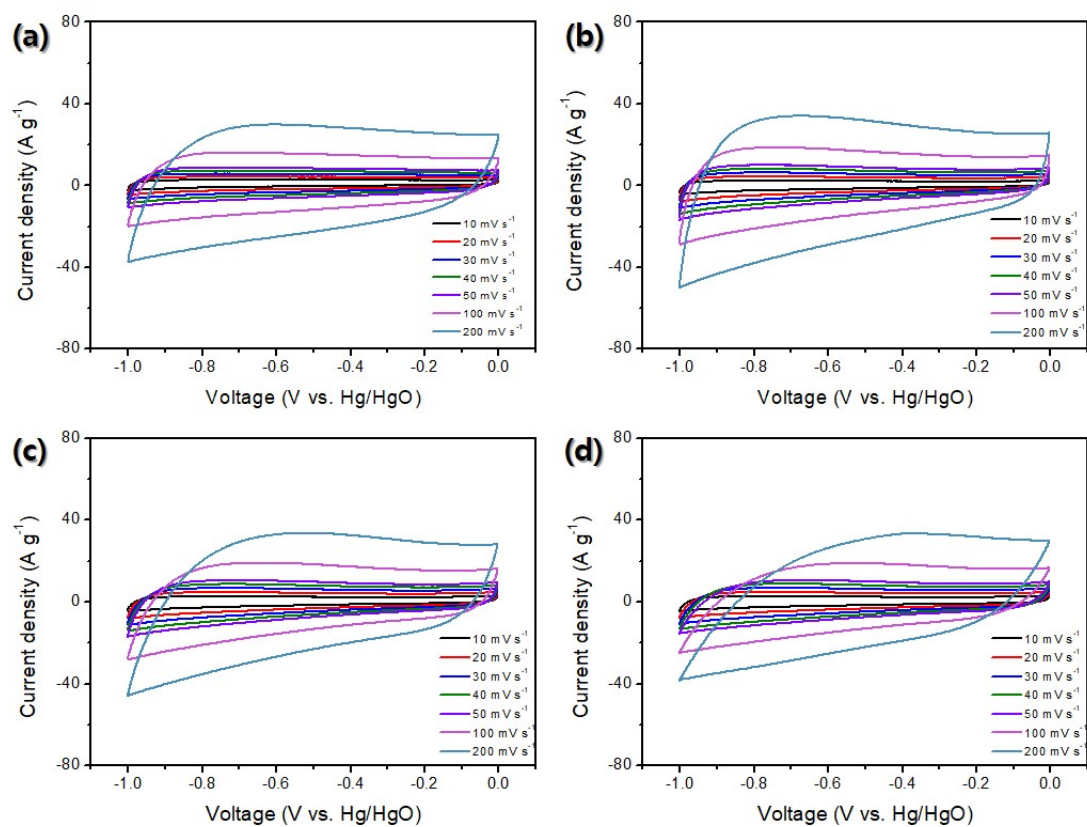 (a)
80
40
0
-40
-80
Current density (A g⁻¹)
10 mV s⁻¹
20 mV s⁻¹
30 mV s⁻¹
40 mV s⁻¹
50 mV s⁻¹
100 mV s⁻¹
200 mV s⁻¹
-1.0 -0.8 -0.6 -0.4 -0.2 0.0
Voltage (V vs. Hg/HgO)
(b)
80
40
0
-40
-80
Current density (A g⁻¹)
10 mV s⁻¹
20 mV s⁻¹
30 mV s⁻¹
40 mV s⁻¹
50 mV s⁻¹
100 mV s⁻¹
200 mV s⁻¹
-1.0 -0.8 -0.6 -0.4 -0.2 0.0
Voltage (V vs. Hg/HgO)
(c)
80
40
0
-40
-80
Current density (A g⁻¹)
10 mV s⁻¹
20 mV s⁻¹
30 mV s⁻¹
40 mV s⁻¹
50 mV s⁻¹
100 mV s⁻¹
200 mV s⁻¹
-1.0 -0.8 -0.6 -0.4 -0.2 0.0
Voltage (V vs. Hg/HgO)
(d)
80
40
0
-40
-80
Current density (A g⁻¹)
10 mV s⁻¹
20 mV s⁻¹
30 mV s⁻¹
40 mV s⁻¹
50 mV s⁻¹
100 mV s⁻¹
200 mV s⁻¹
-1.0 -0.8 -0.6 -0.4 -0.2 0.0
Voltage (V vs. Hg/HgO)